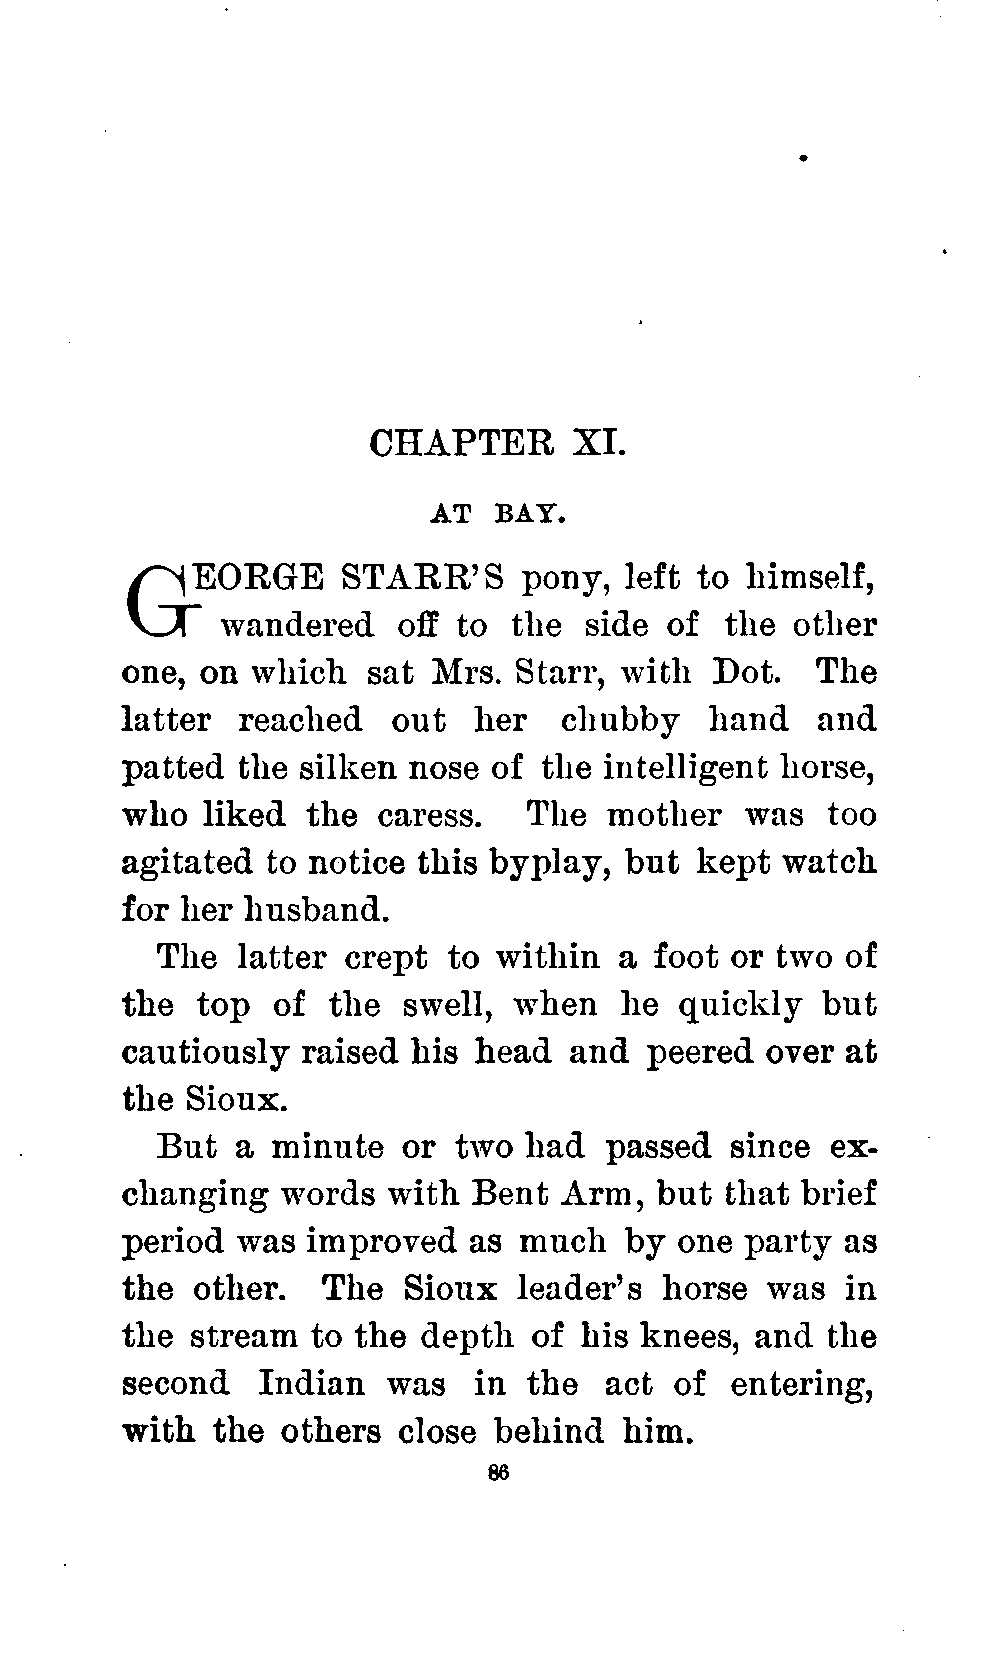 CHAPTER XI.
AT BAY.
GEORGE STARR'S pony, left to himself,
wandered off to the side of the other
one, on which sat Mrs. Starr, with Dot. The
latter reached out her chubby hand and
patted the silken nose of the intelligent horse,
who liked the caress. The mother was too
agitated to notice this byplay, but kept watch
for her husband.
The latter crept to within a foot or two of
the top of the swell, when he quickly but
cautiously raised his head and peered over at
the Sioux.
But a minute or two had passed since ex-
changing words with Bent Arm, but that brief
period was improved as much by one party as
the other. The Sioux leader's horse was in
the stream to the depth of his knees, and the
second Indian was in the act of entering,
with the others close behind him.
86